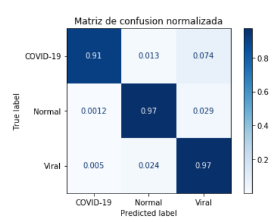 Matriz de confusion normalizada
COVID-19 0.91 0.013 0.074
Normal 0.0012 0.97 0.029
Viral 0.005 0.024 0.97
COVID-19 Normal Viral
Predicted label
True label
0.8
0.6
0.4
0.2